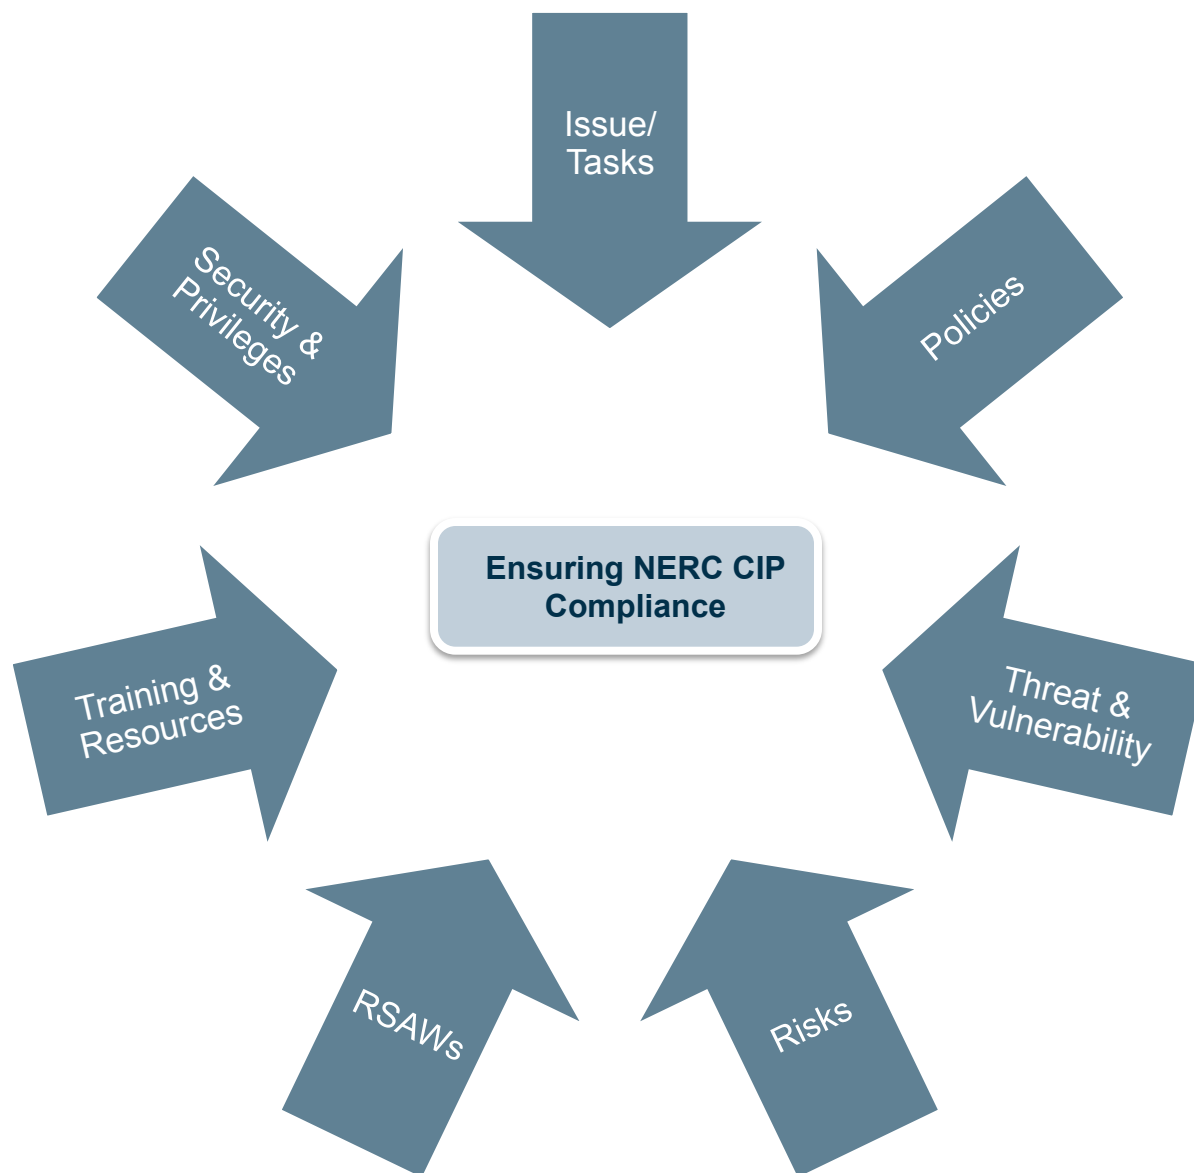 Issue/
Tasks
Security &
Privileges
Policies
Ensuring NERC CIP
Compliance
Training &
Resources
Threat &
Vulnerability
RSAWs
Risks